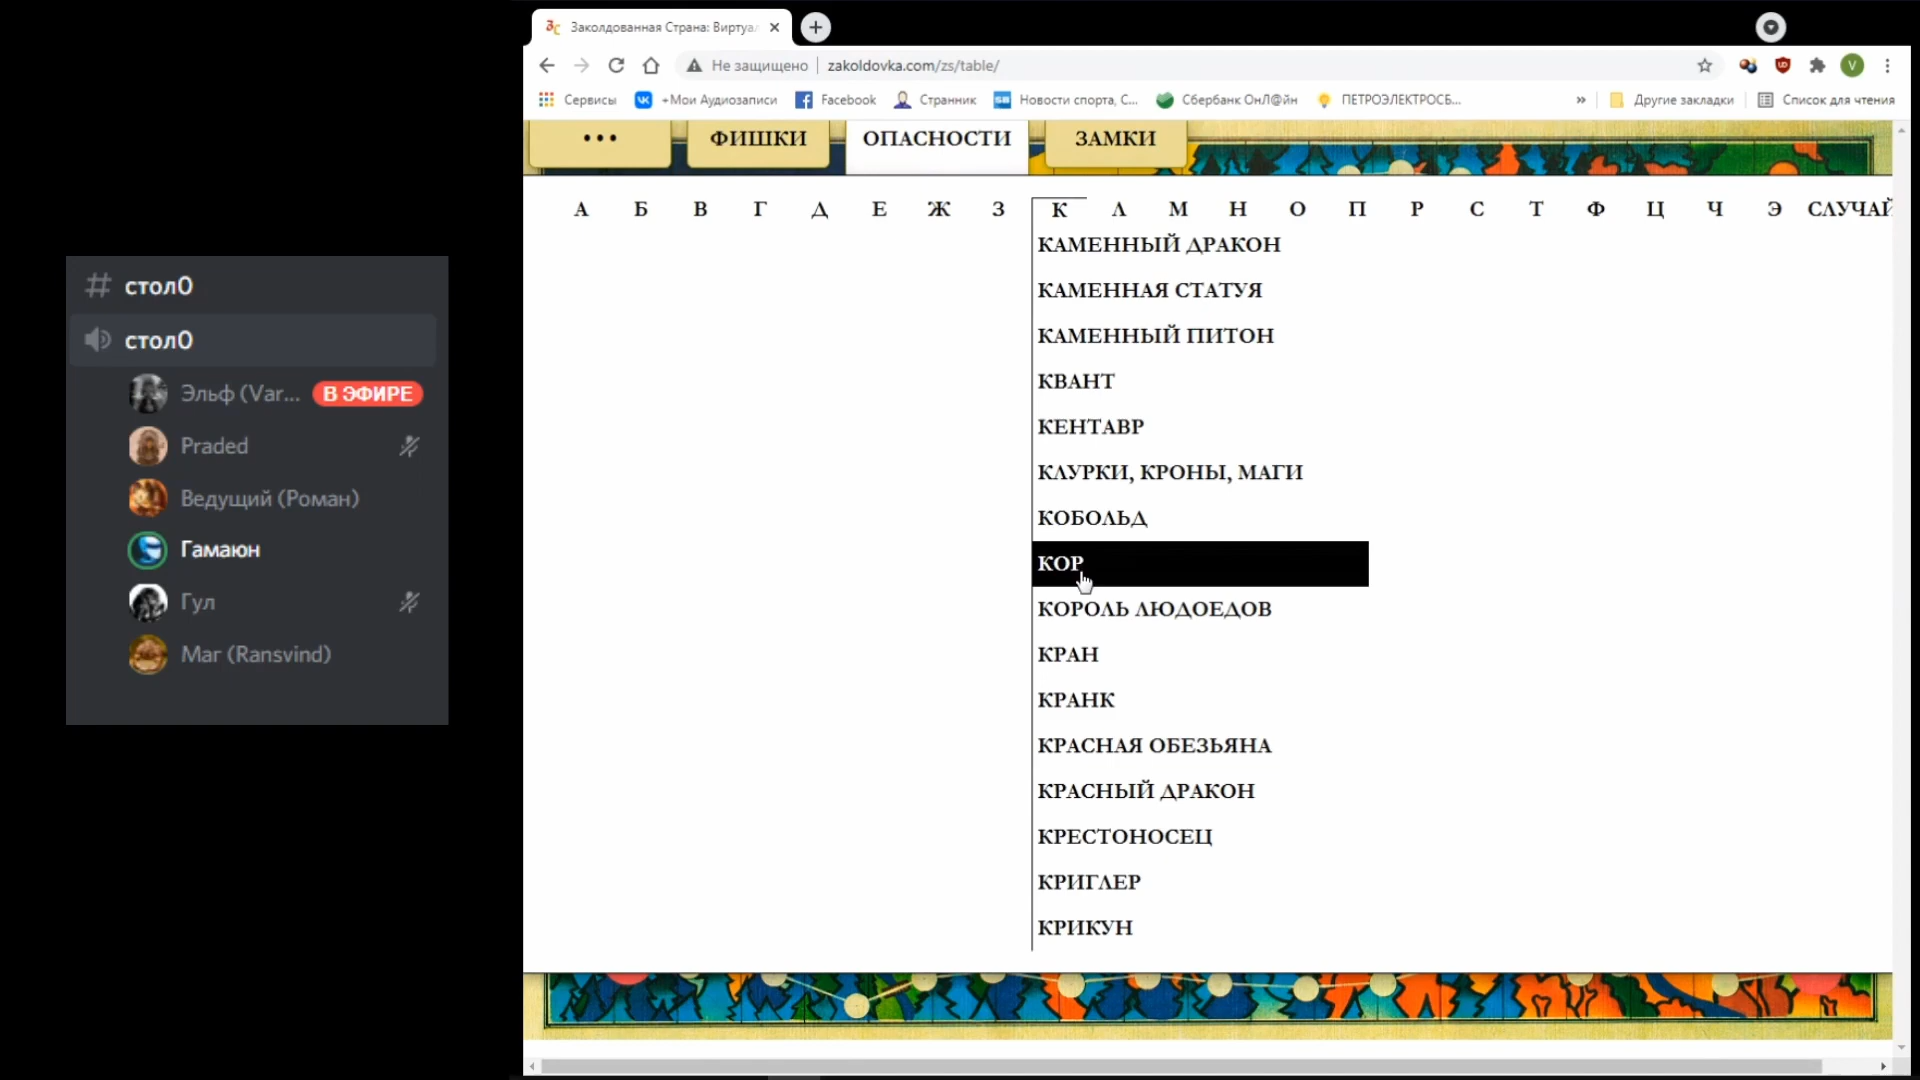 # стол0
стол0
Эльф (Var... В ЭФИРЕ
Praded
Ведущий (Роман)
Гамаюн
Гул
Маг (Ransvind)
Заколдованная Страна: Виртуал
Не защищено zakoldovka.com/zs/table/
V
Сервисы +Мои Аудиозаписи Facebook Странник Новости спорта, С... Сбербанк ОнЛ@йн ПЕТРОЭЛЕКТРОСБ... » Другие закладки Список для чтения
••• ФИШКИ ОПАСНОСТИ ЗАМКИ
А Б В Г Д Е Ж З К Л М Н О П Р С Т Ф Ц Ч Э СЛУЧАЙ
КАМЕННЫЙ ДРАКОН
КАМЕННАЯ СТАТУЯ
КАМЕННЫЙ ПИТОН
КВАНТ
КЕНТАВР
КЛУРКИ, КРОНЫ, МАГИ
КОБОЛЬД
КОР
КОРОЛЬ ЛЮДОЕДОВ
КРАН
КРАНК
КРАСНАЯ ОБЕЗЬЯНА
КРАСНЫЙ ДРАКОН
КРЕСТОНОСЕЦ
КРИГЛЕР
КРИКУН